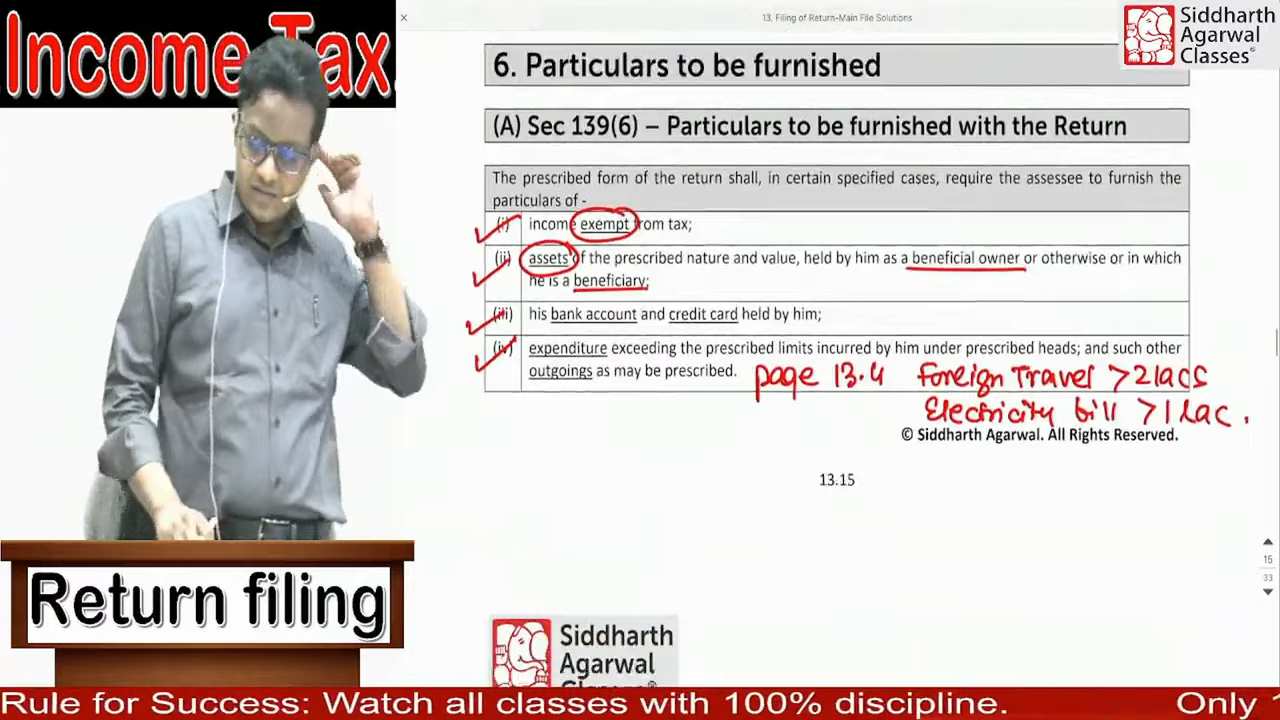 Income Tax.
13. Filing of Return-Main File Solutions
Siddharth
Agarwal
Classes®
6. Particulars to be furnished
(A) Sec 139(6) – Particulars to be furnished with the Return
The prescribed form of the return shall, in certain specified cases, require the assessee to furnish the
particulars of -
(i) income exempt from tax;
(ii) assets of the prescribed nature and value, held by him as a beneficial owner or otherwise or in which
he is a beneficiary;
(iii) his bank account and credit card held by him;
(iv) expenditure exceeding the prescribed limits incurred by him under prescribed heads; and such other
outgoings as may be prescribed. page 13.4 Foreign Travel >2lacs
Electricity bill >1 lac.
© Siddharth Agarwal. All Rights Reserved.
13.15
15
33
Return filing
Siddharth
Agarwal
Classes®
Rule for Success: Watch all classes with 100% discipline. Only 1